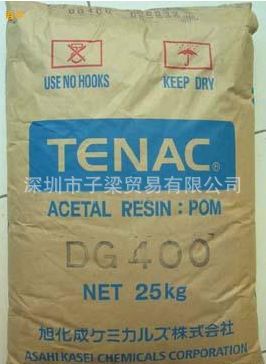 USE NO HOOKS
KEEP DRY
TENAC®
深圳市子梁贸易有限公司
ACETAL RESIN : POM
DG400
NET 25kg
旭化成ケミカルズ株式会社
ASAHI KASEI CHEMICALS CORPORATION